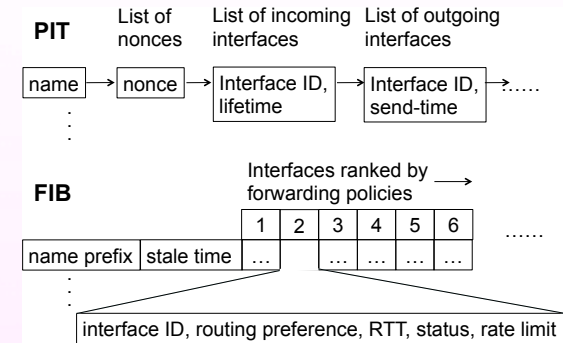 PIT
List of
nonces
List of incoming
interfaces
List of outgoing
interfaces
name
nonce
Interface ID,
lifetime
Interface ID,
send-time
......
FIB
Interfaces ranked by
forwarding policies
1 2 3 4 5 6
......
name prefix stale time ... ... ... ... ...
interface ID, routing preference, RTT, status, rate limit